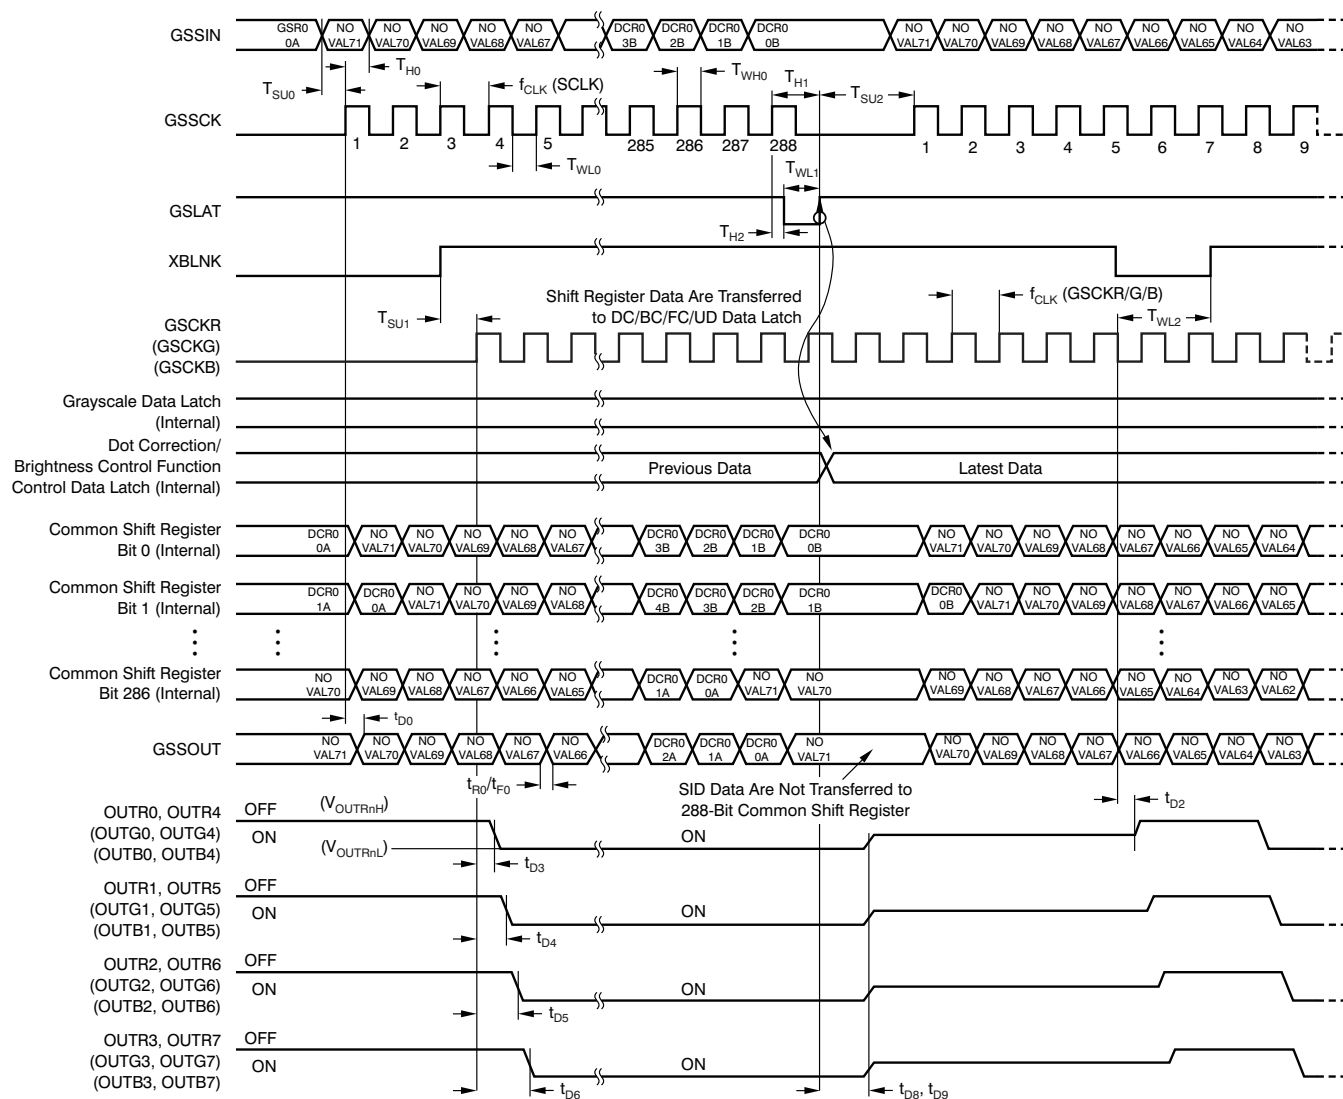 GSSIN
GSR0 0A
NO VAL71
NO VAL70
NO VAL69
NO VAL68
NO VAL67
DCR0 3B
DCR0 2B
DCR0 1B
DCR0 0B
NO VAL71
NO VAL70
NO VAL69
NO VAL68
NO VAL67
NO VAL66
NO VAL65
NO VAL64
NO VAL63
TSU0
TH0
fCLK (SCLK)
TWH0
TH1
TSU2
GSSCK
1 2 3 4 5 285 286 287 288 1 2 3 4 5 6 7 8 9
TWL0
TWL1
GSLAT
TH2
XBLNK
Shift Register Data Are Transferred
to DC/BC/FC/UD Data Latch
fCLK (GSCKR/G/B)
TSU1
TWL2
GSCKR
(GSCKG)
(GSCKB)
Grayscale Data Latch
(Internal)
Dot Correction/
Brightness Control Function
Control Data Latch (Internal)
Previous Data
Latest Data
Common Shift Register
Bit 0 (Internal)
DCR0 0A
NO VAL71
NO VAL70
NO VAL69
NO VAL68
NO VAL67
DCR0 3B
DCR0 2B
DCR0 1B
DCR0 0B
NO VAL71
NO VAL70
NO VAL69
NO VAL68
NO VAL67
NO VAL66
NO VAL65
NO VAL64
Common Shift Register
Bit 1 (Internal)
DCR0 1A
DCR0 0A
NO VAL71
NO VAL70
NO VAL69
NO VAL68
DCR0 4B
DCR0 3B
DCR0 2B
DCR0 1B
DCR0 0B
NO VAL71
NO VAL70
NO VAL69
NO VAL68
NO VAL67
NO VAL66
NO VAL65
Common Shift Register
Bit 286 (Internal)
NO VAL70
NO VAL69
NO VAL68
NO VAL67
NO VAL66
NO VAL65
DCR0 1A
DCR0 0A
NO VAL71
NO VAL70
NO VAL69
NO VAL68
NO VAL67
NO VAL66
NO VAL65
NO VAL64
NO VAL63
NO VAL62
tD0
GSSOUT
NO VAL71
NO VAL70
NO VAL69
NO VAL68
NO VAL67
NO VAL66
DCR0 2A
DCR0 1A
DCR0 0A
NO VAL71
NO VAL70
NO VAL69
NO VAL68
NO VAL67
NO VAL66
NO VAL65
NO VAL64
NO VAL63
tR0/tF0
SID Data Are Not Transferred to
288-Bit Common Shift Register
tD2
OUTR0, OUTR4
(OUTG0, OUTG4)
(OUTB0, OUTB4)
OFF
ON
(VOUTRnH)
(VOUTRnL)
ON
tD3
OUTR1, OUTR5
(OUTG1, OUTG5)
(OUTB1, OUTB5)
OFF
ON
ON
tD4
OUTR2, OUTR6
(OUTG2, OUTG6)
(OUTB2, OUTB6)
OFF
ON
ON
tD5
OUTR3, OUTR7
(OUTG3, OUTG7)
(OUTB3, OUTB7)
OFF
ON
ON
tD6
tD8, tD9